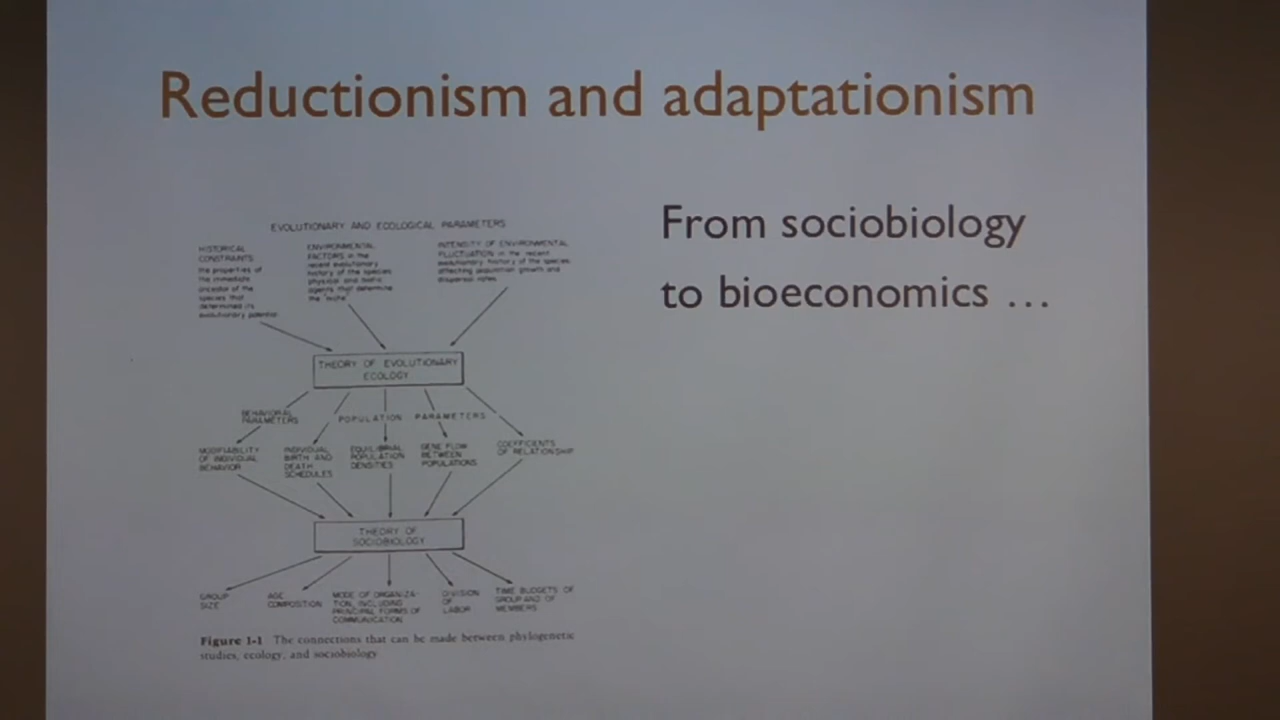 Reductionism and adaptationism
From sociobiology
to bioeconomics ...
EVOLUTIONARY AND ECOLOGICAL PARAMETERS
HISTORICAL
CONSTRAINTS
the properties of
the immediate
ancestor of the
species that
determined its
evolutionary potential
ENVIRONMENTAL
FACTORS in the
recent evolutionary
history of the species
physical and biotic
agents that determine
the
INTENSITY OF ENVIRONMENTAL
FLUCTUATION in the recent
evolutionary history of the species
affecting population growth and
dispersal rates
THEORY OF EVOLUTIONARY
ECOLOGY
BEHAVIORAL
PARAMETERS
POPULATION PARAMETERS
MODIFIABILITY
OF INDIVIDUAL
BEHAVIOR
INDIVIDUAL
BIRTH AND
DEATH
SCHEDULES
EQUILIBRIAL
POPULATION
DENSITIES
GENE FLOW
BETWEEN
POPULATIONS
COEFFICIENTS
OF RELATIONSHIP
THEORY OF
SOCIOBIOLOGY
GROUP
SIZE
AGE
COMPOSITION
MODE OF ORGANIZA-
TION, INCLUDING
PRINCIPAL FORMS OF
COMMUNICATION
DIVISION
OF
LABOR
TIME BUDGETS OF
GROUP AND OF
MEMBERS
Figure 1-1 The connections that can be made between phylogenetic
studies, ecology, and sociobiology